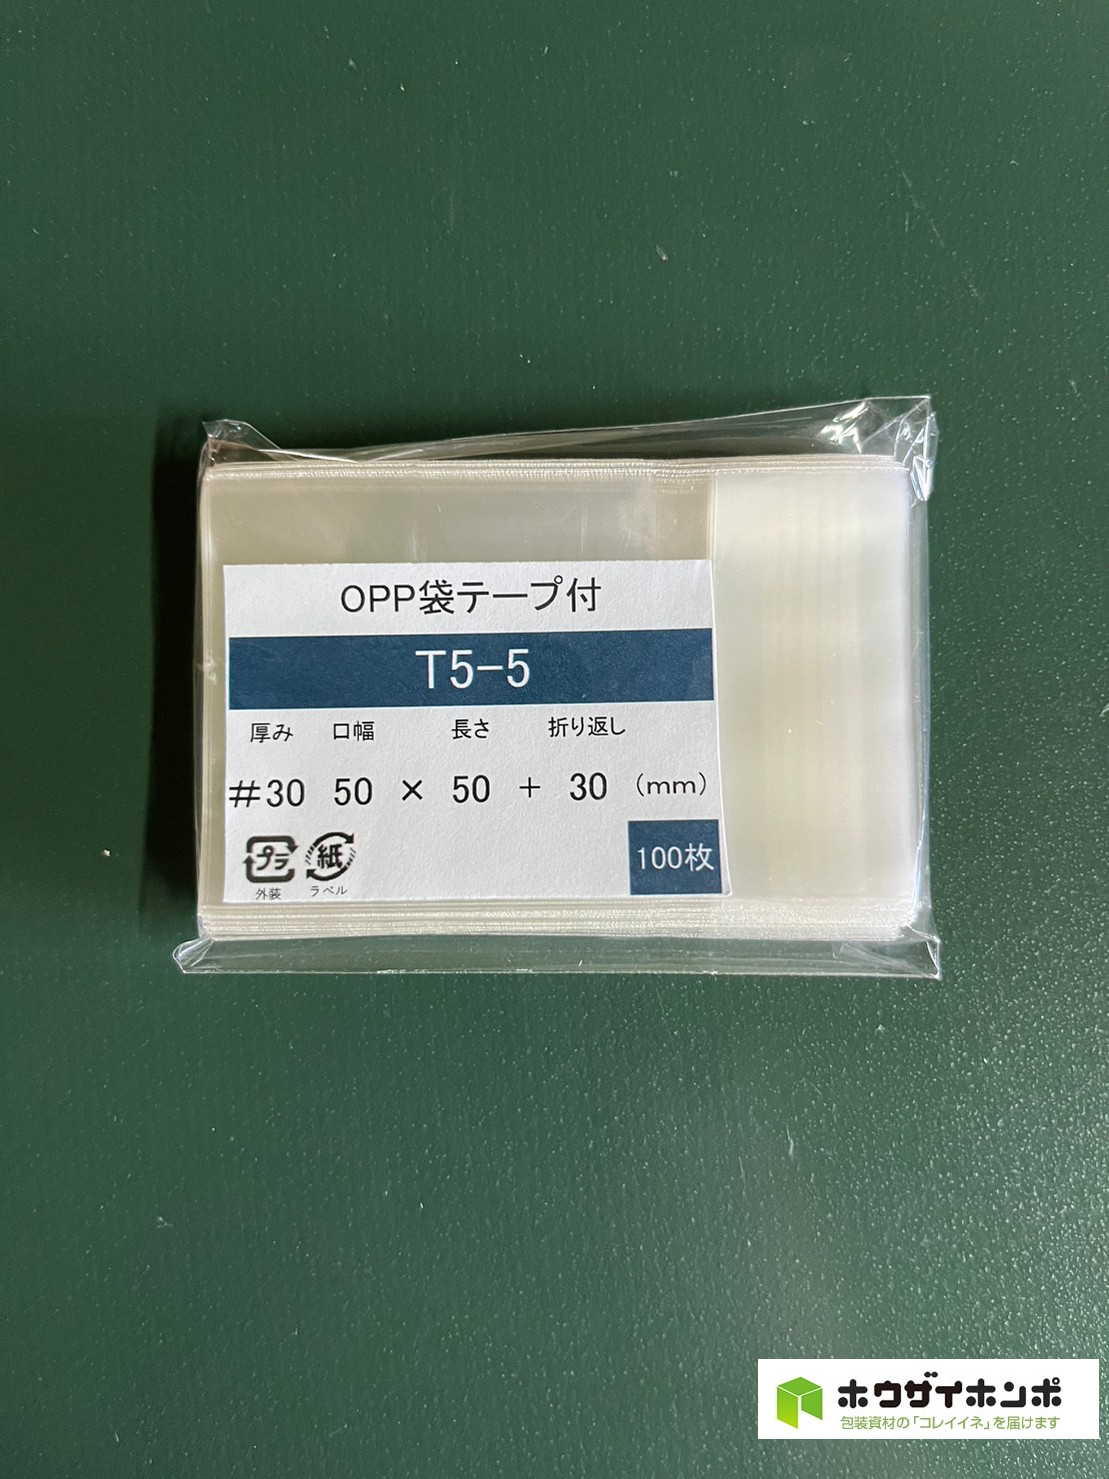 OPP袋テープ付
T5-5
厚み 口幅 長さ 折り返し
#30 50 × 50 + 30 (mm)
プラ 紙
外装 ラベル
100枚
ホウザイホンポ
包装資材の「コレイイネ」を届けます